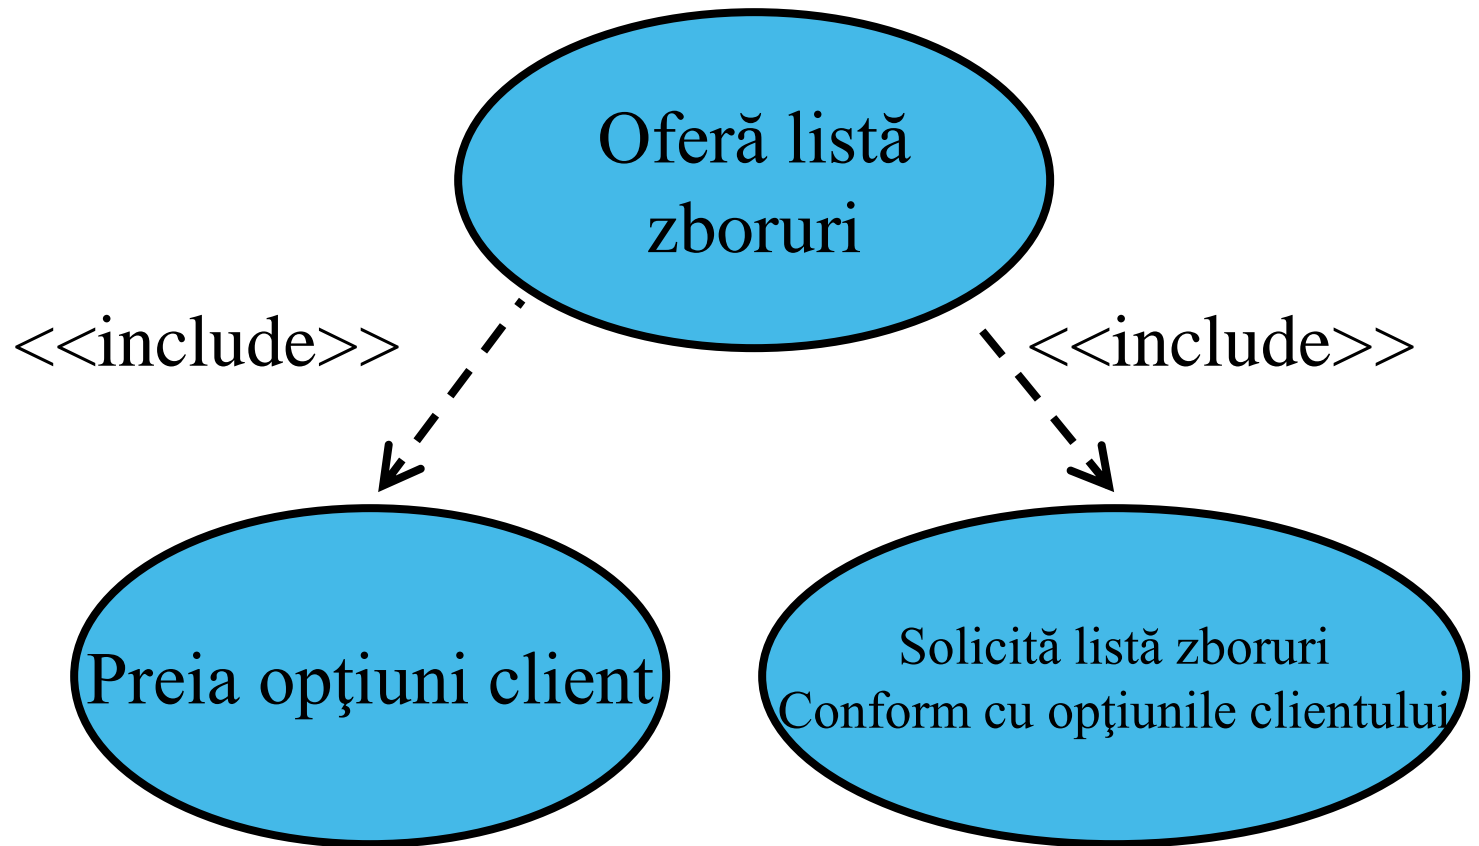 Oferă listă
zboruri
<<include>>
<<include>>
Preia opţiuni client
Solicită listă zboruri
Conform cu opţiunile clientului